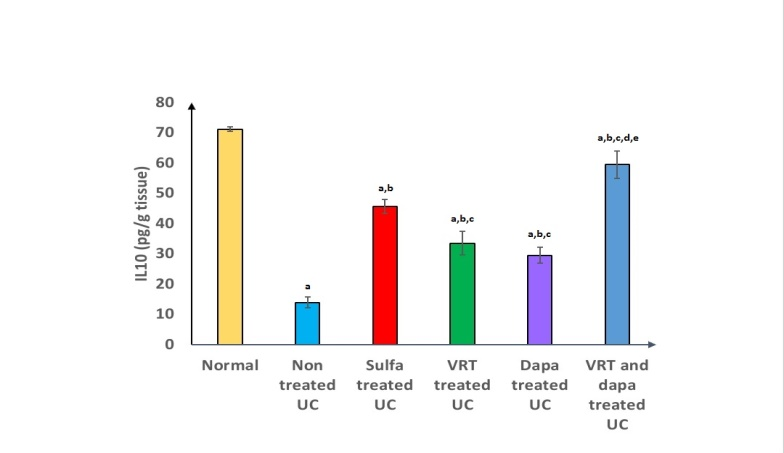 80
70
60
50
40
30
20
10
0
IL10 (pg/g tissue)
a
a,b
a,b,c
a,b,c
a,b,c,d,e
Normal
Non
treated
UC
Sulfa
treated
UC
VRT
treated
UC
Dapa
treated
UC
VRT and
dapa
treated
UC